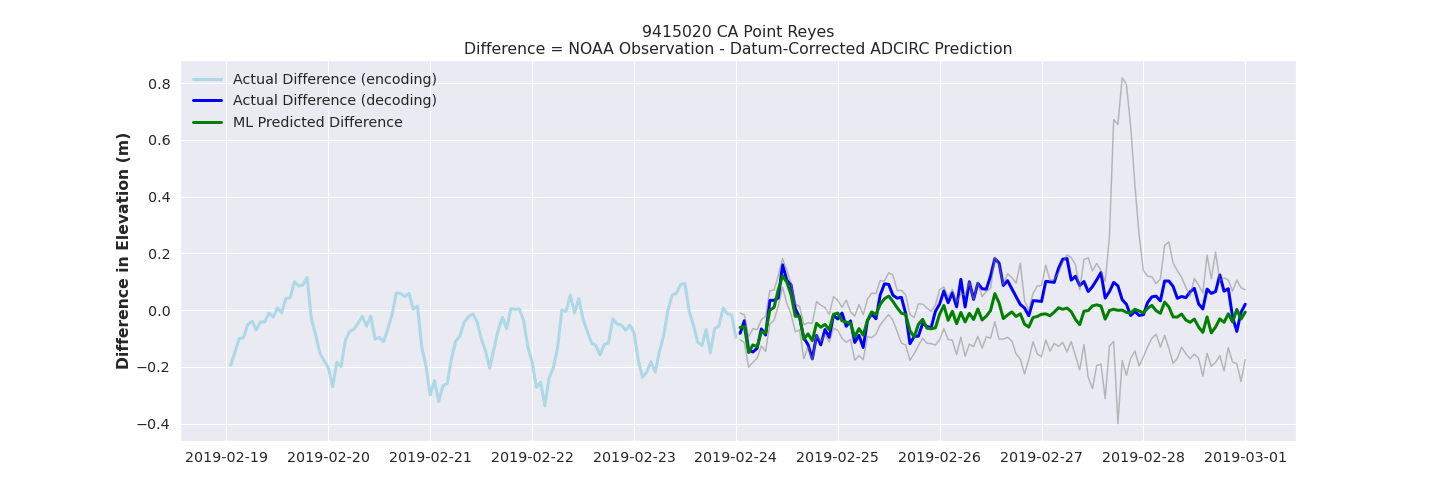 9415020 CA Point Reyes
Difference = NOAA Observation - Datum-Corrected ADCIRC Prediction
Actual Difference (encoding)
Actual Difference (decoding)
ML Predicted Difference
Difference in Elevation (m)
0.8
0.6
0.4
0.2
0.0
−0.2
−0.4
2019-02-19 2019-02-20 2019-02-21 2019-02-22 2019-02-23 2019-02-24 2019-02-25 2019-02-26 2019-02-27 2019-02-28 2019-03-01